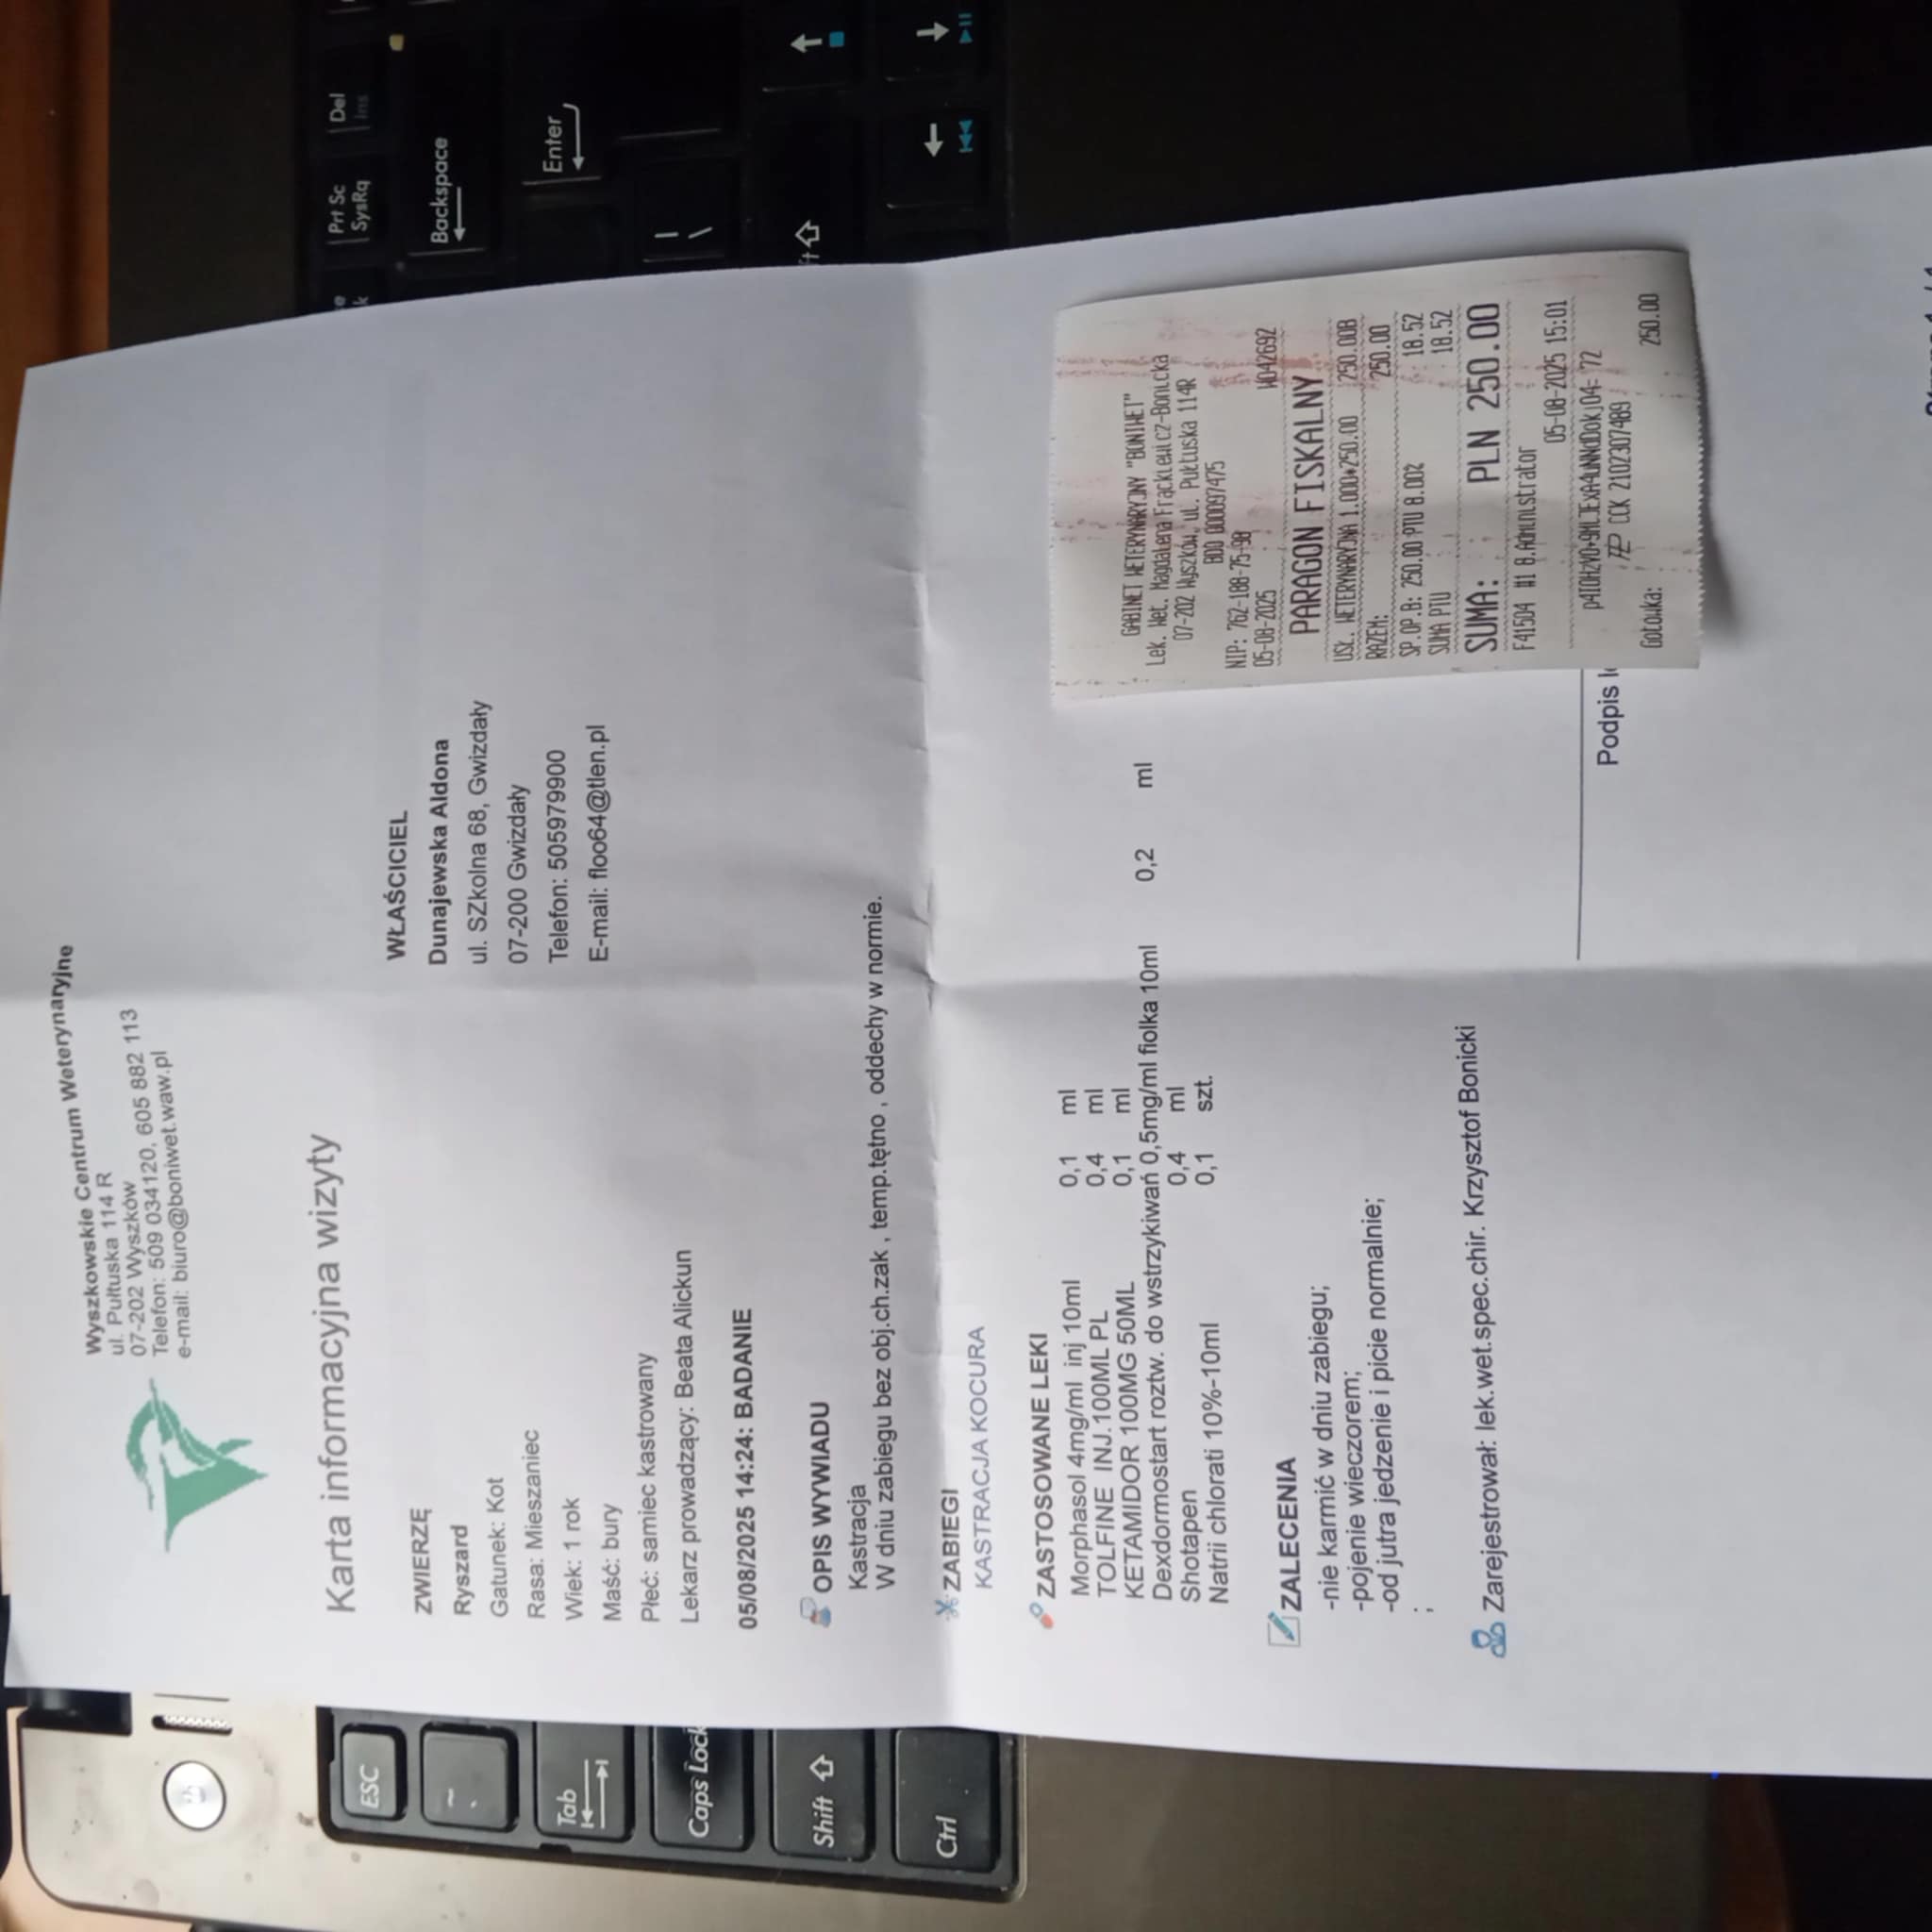 Wyszkowskie Centrum Weterynaryjne
ul. Pułtuska 114 R
07-202 Wyszków
Telefon: 509 034120, 605 882 113
e-mail: biuro@boniwet.waw.pl
Karta informacyjna wizyty
ZWIERZĘ
Ryszard
Gatunek: Kot
Rasa: Mieszaniec
Wiek: 1 rok
Maść: bury
Płeć: samiec kastrowany
Lekarz prowadzący: Beata Alickun
WŁAŚCICIEL
Dunajewska Aldona
ul. SZkolna 68, Gwizdały
07-200 Gwizdały
Telefon: 505979900
E-mail: floo64@tlen.pl
05/08/2025 14:24: BADANIE
OPIS WYWIADU
Kastracja
W dniu zabiegu bez obj.ch.zak , temp.tętno , oddechy w normie.
ZABIEGI
KASTRACJA KOCURA
ZASTOSOWANE LEKI
Morphasol 4mg/ml inj 10ml 0,1 ml
TOLFINE INJ.100ML PL 0,4 ml
KETAMIDOR 100MG 50ML 0,1 ml
Dexdormostart roztw. do wstrzykiwań 0,5mg/ml fiolka 10ml 0,2 ml
Shotapen 0,4 ml
Natrii chlorati 10%-10ml 0,1 szt.
ZALECENIA
-nie karmić w dniu zabiegu;
-pojenie wieczorem;
-od jutra jedzenie i picie normalnie;
;
;
Zarejestrował: lek.wet.spec.chir. Krzysztof Bonicki
Podpis
GABINET WETERYNARYJNY "BONIWET"
Lek. Wet. Magdalena Frackiewicz-Bonicka
07-202 Wyszków, ul. Pułtuska 114R
BDO 000097475
NIP: 762-188-75-98
05-08-2025 W042692
PARAGON FISKALNY
USŁ. WETERYNARYJNA 1.000*250.00 250.00B
RAZEM: 250.00
SP.OP.B: 250.00 PTU 8.00% 18.52
SUMA PTU 18.52
SUMA: PLN 250.00
F41504 #1 B.Administrator 05-08-2025 15:01
CCK 2102307489
Gotówka: 250.00
ESC
~
`
Tab
Caps Lock
Shift
Ctrl
Prt Sc
SysRq
Del
Ins
Backspace
Enter
|
\